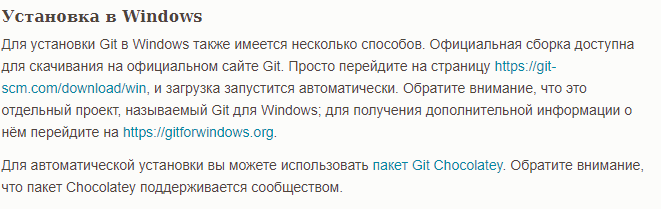 Установка в Windows
Для установки Git в Windows также имеется несколько способов. Официальная сборка доступна
для скачивания на официальном сайте Git. Просто перейдите на страницу https://git-
scm.com/download/win, и загрузка запустится автоматически. Обратите внимание, что это
отдельный проект, называемый Git для Windows; для получения дополнительной информации о
нём перейдите на https://gitforwindows.org.
Для автоматической установки вы можете использовать пакет Git Chocolatey. Обратите внимание,
что пакет Chocolatey поддерживается сообществом.